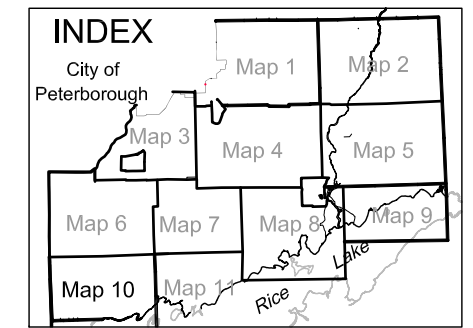 INDEX
City of
Peterborough
Map 1
Map 2
Map 3
Map 4
Map 5
Map 6
Map 7
Map 8
Map 9
Map 10
Map 11
Rice Lake